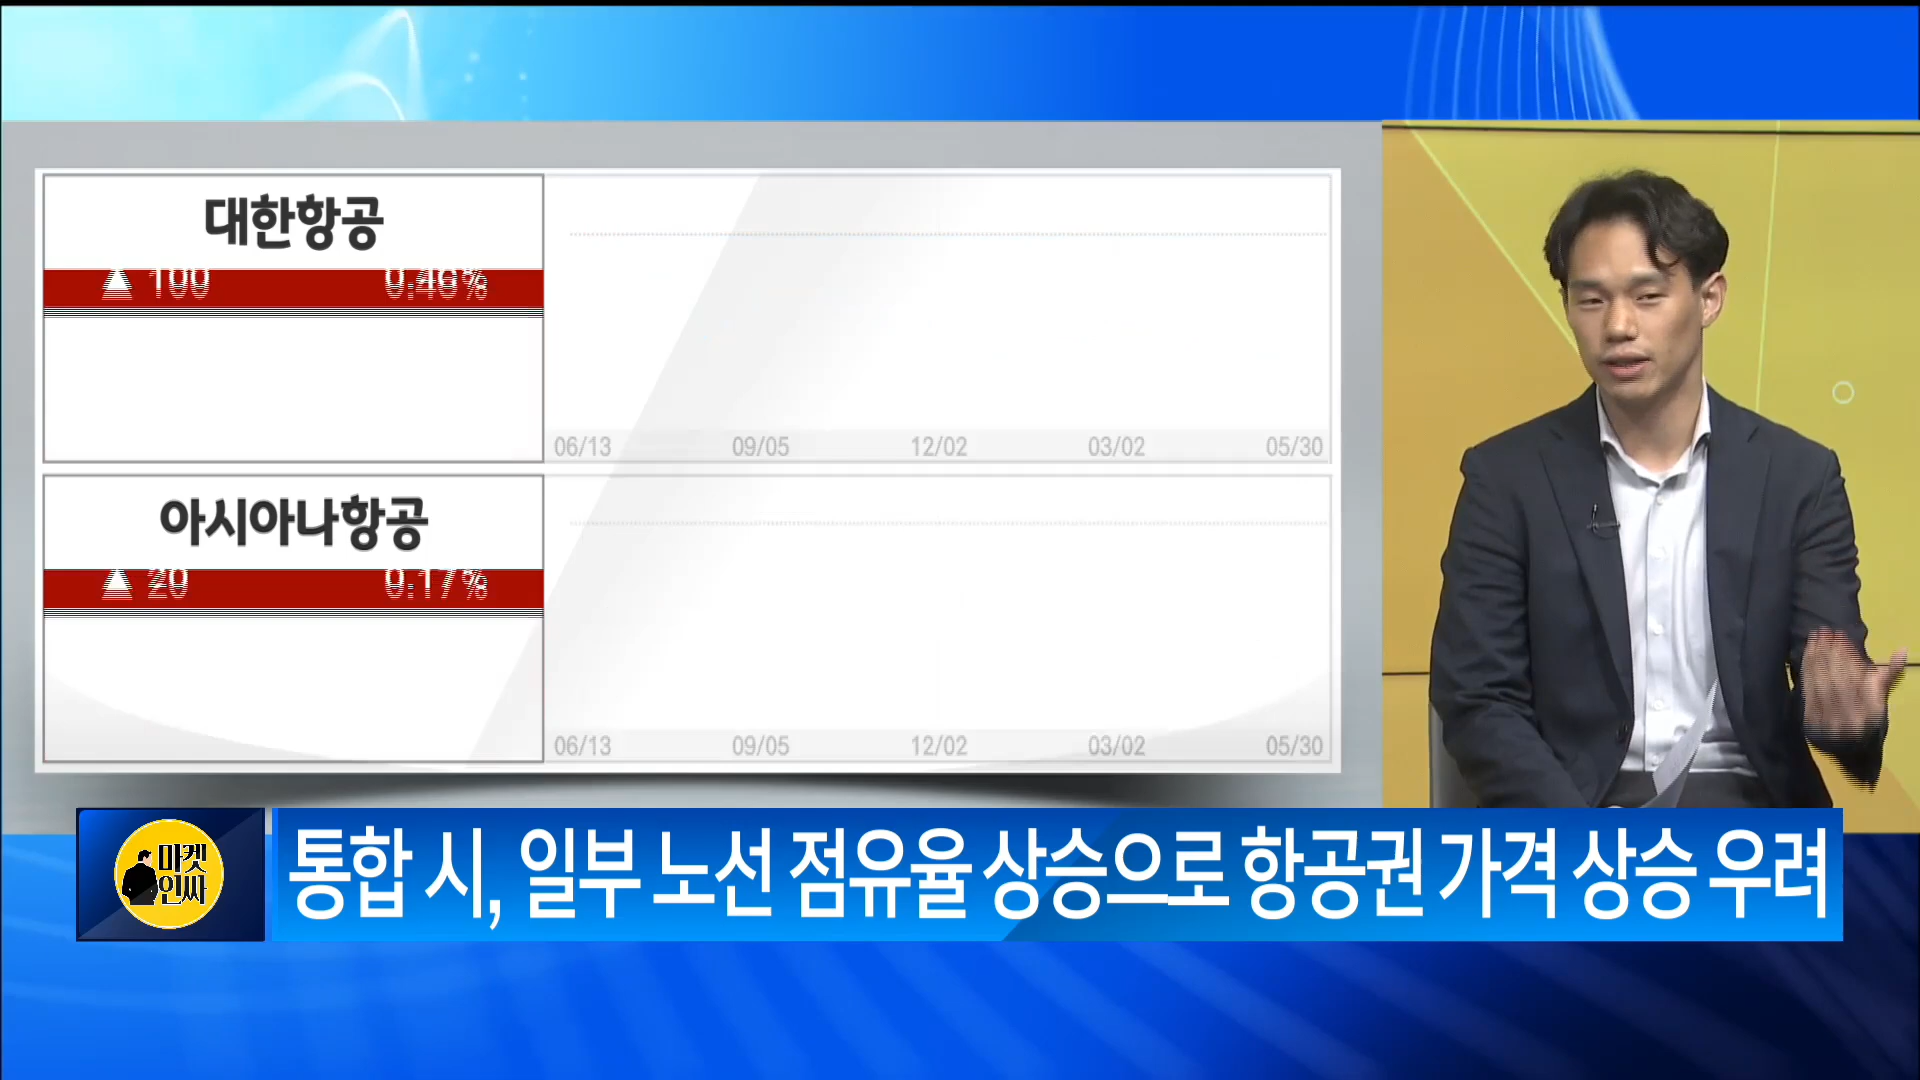 대한항공
▲ 100 0.46%
06/13 09/05 12/02 03/02 05/30
아시아나항공
▲ 20 0.17%
06/13 09/05 12/02 03/02 05/30
마켓
인싸
통합 시, 일부 노선 점유율 상승으로 항공권 가격 상승 우려